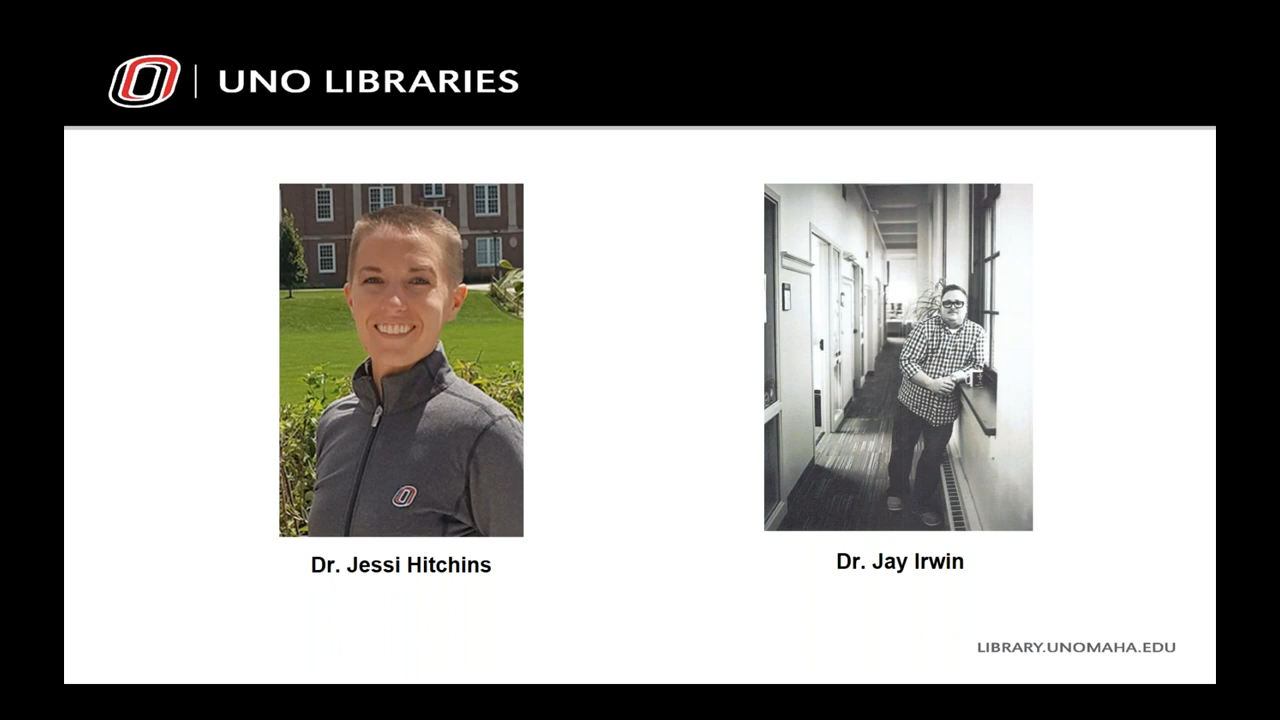 UNO LIBRARIES
Dr. Jessi Hitchins
Dr. Jay Irwin
LIBRARY.UNOMAHA.EDU